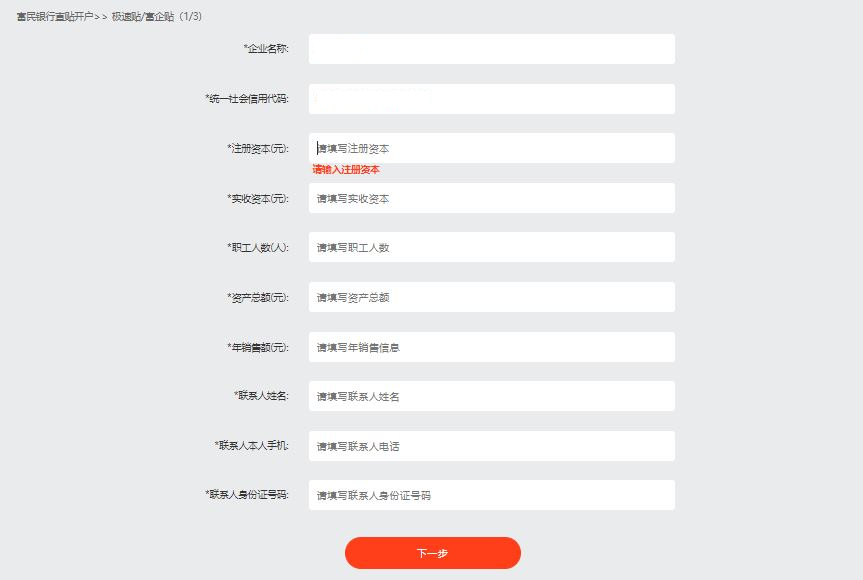 富民银行直贴开户>> 极速贴/富企贴（1/3）
*企业名称:
*统一社会信用代码:
*注册资本(元): 请填写注册资本
请输入注册资本
*实收资本(元): 请填写实收资本
*职工人数(人): 请填写职工人数
*资产总额(元): 请填写资产总额
*年销售额(元): 请填写年销售信息
*联系人姓名: 请填写联系人姓名
*联系人本人手机: 请填写联系人电话
*联系人身份证号码: 请填写联系人身份证号码
下一步